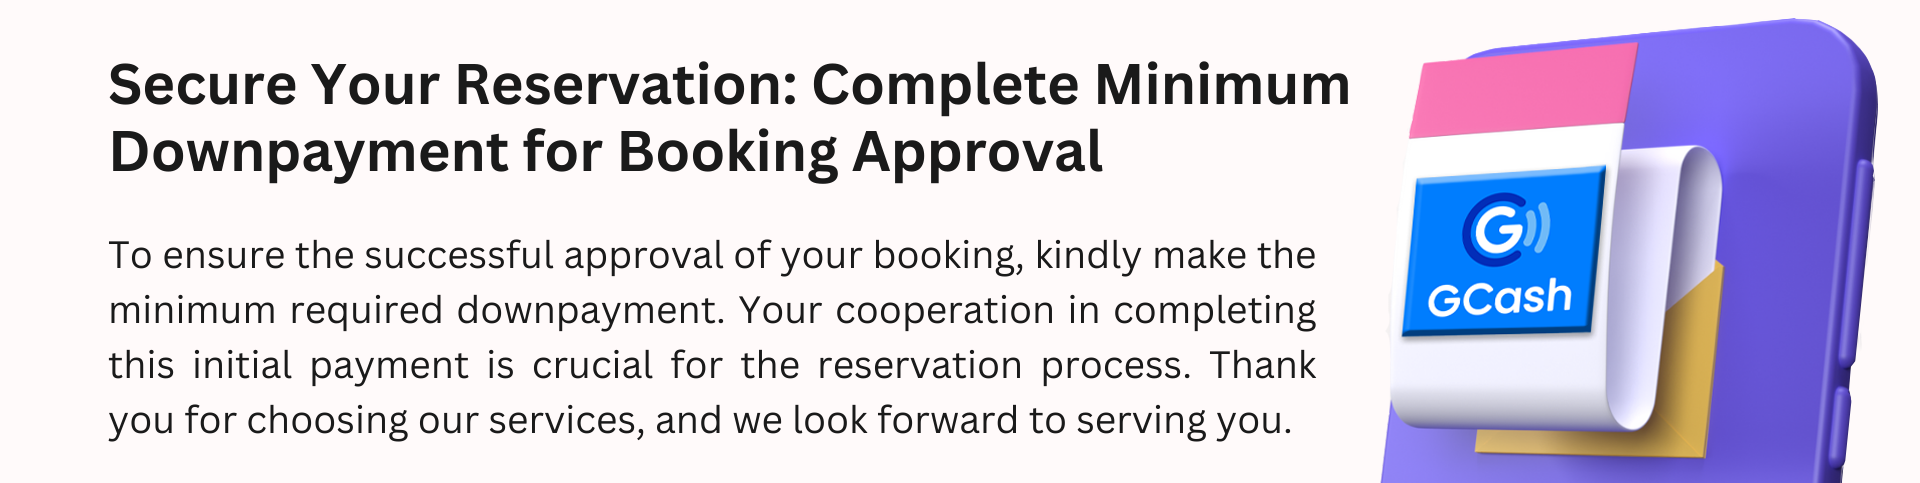 Secure Your Reservation: Complete Minimum
Downpayment for Booking Approval
To ensure the successful approval of your booking, kindly make the
minimum required downpayment. Your cooperation in completing
this initial payment is crucial for the reservation process. Thank
you for choosing our services, and we look forward to serving you.
G
GCash